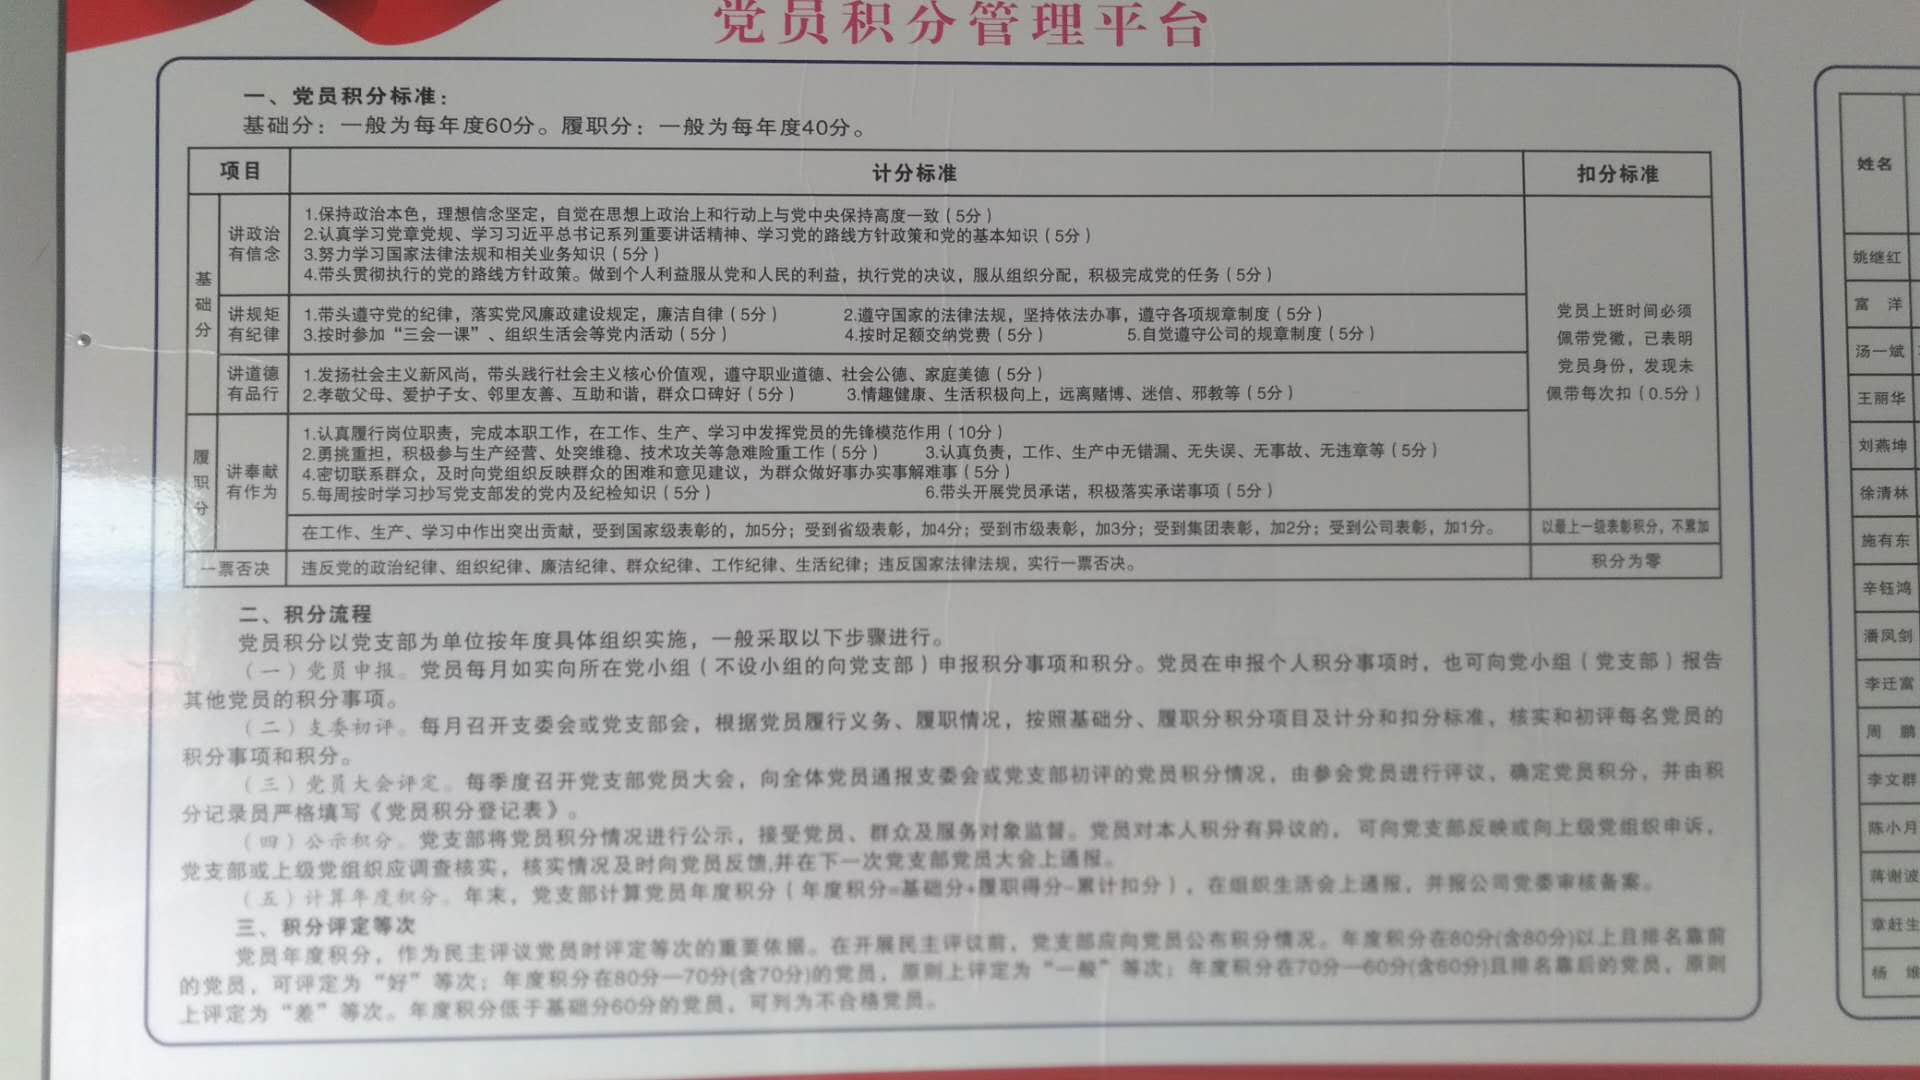 党员积分管理平台
一、党员积分标准：
基础分：一般为每年度60分。履职分：一般为每年度40分。
项目 计分标准 扣分标准
基础分
讲政治
有信念
1.保持政治本色，理想信念坚定，自觉在思想上政治上和行动上与党中央保持高度一致（5分）
2.认真学习党章党规、学习习近平总书记系列重要讲话精神、学习党的路线方针政策和党的基本知识（5分）
3.努力学习国家法律法规和相关业务知识（5分）
4.带头贯彻执行的党的路线方针政策。做到个人利益服从党和人民的利益，执行党的决议，服从组织分配，积极完成党的任务（5分）
讲规矩
有纪律
1.带头遵守党的纪律，落实党风廉政建设规定，廉洁自律（5分） 2.遵守国家的法律法规，坚持依法办事，遵守各项规章制度（5分）
3.按时参加“三会一课”、组织生活会等党内活动（5分） 4.按时足额交纳党费（5分） 5.自觉遵守公司的规章制度（5分）
讲道德
有品行
1.发扬社会主义新风尚，带头践行社会主义核心价值观，遵守职业道德、社会公德、家庭美德（5分）
2.孝敬父母、爱护子女、邻里友善、互助和谐，群众口碑好（5分） 3.情趣健康、生活积极向上，远离赌博、迷信、邪教等（5分）
党员上班时间必须
佩带党徽，已表明
党员身份，发现未
佩带每次扣（0.5分）
履职分
讲奉献
有作为
1.认真履行岗位职责，完成本职工作，在工作、生产、学习中发挥党员的先锋模范作用（10分）
2.勇挑重担，积极参与生产经营、处突维稳、技术攻关等急难险重工作（5分） 3.认真负责，工作、生产中无错漏、无失误、无事故、无违章等（5分）
4.密切联系群众，及时向党组织反映群众的困难和意见建议，为群众做好事办实事解难事（5分）
5.每周按时学习抄写党支部发的党内及纪检知识（5分） 6.带头开展党员承诺，积极落实承诺事项（5分）
在工作、生产、学习中作出突出贡献，受到国家级表彰的，加5分；受到省级表彰，加4分；受到市级表彰，加3分；受到集团表彰，加2分；受到公司表彰，加1分。 以最上一级表彰积分，不累加
一票否决 违反党的政治纪律、组织纪律、廉洁纪律、群众纪律、工作纪律、生活纪律；违反国家法律法规，实行一票否决。 积分为零
二、积分流程
党员积分以党支部为单位按年度具体组织实施，一般采取以下步骤进行。
（一）党员申报。党员每月如实向所在党小组（不设小组的向党支部）申报积分事项和积分。党员在申报个人积分事项时，也可向党小组（党支部）报告
其他党员的积分事项。
（二）支委初评。每月召开支委会或党支部会，根据党员履行义务、履职情况，按照基础分、履职分积分项目及计分和扣分标准，核实和初评每名党员的
积分事项和积分。
（三）党员大会评定。每季度召开党支部党员大会，向全体党员通报支委会或党支部初评的党员积分情况，由参会党员进行评议，确定党员积分，并由积
分记录员严格填写《党员积分登记表》。
（四）公示积分。党支部将党员积分情况进行公示，接受党员、群众及服务对象监督。党员对本人积分有异议的，可向党支部反映或向上级党组织申诉，
党支部或上级党组织应调查核实，核实情况及时向党员反馈,并在下一次党支部党员大会上通报。
（五）计算年度积分。年末，党支部计算党员年度积分（年度积分=基础分+履职得分-累计扣分），在组织生活会上通报，并报公司党委审核备案。
三、积分评定等次
党员年度积分，作为民主评议党员时评定等次的重要依据。在开展民主评议前，党支部应向党员公布积分情况。年度积分在80分(含80分)以上且排名靠前
的党员，可评定为“好”等次；年度积分在80分—70分(含70分)的党员，原则上评定为“一般”等次；年度积分在70分—60分(含60分)且排名靠后的党员，原则
上评定为“差”等次。年度积分低于基础分60分的党员，可列为不合格党员。
姓名
姚继红
富 洋
汤一斌
王丽华
刘燕坤
徐清林
施有东
辛钰鸿
潘凤剑
李迁富
周 鹏
李文群
陈小月
蒋谢波
章赶生
杨 维